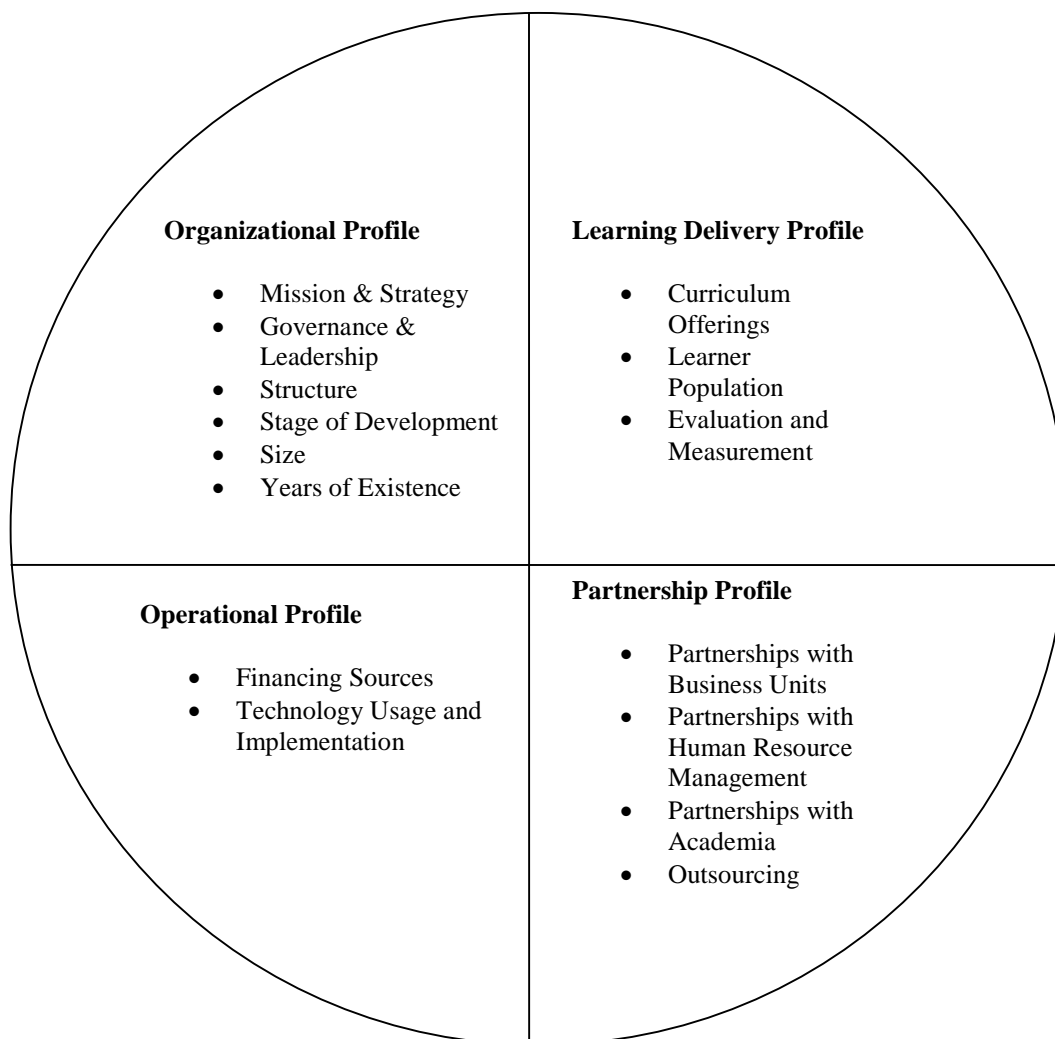 Organizational Profile
• Mission & Strategy
• Governance &
Leadership
• Structure
• Stage of Development
• Size
• Years of Existence
Learning Delivery Profile
• Curriculum
Offerings
• Learner
Population
• Evaluation and
Measurement
Operational Profile
• Financing Sources
• Technology Usage and
Implementation
Partnership Profile
• Partnerships with
Business Units
• Partnerships with
Human Resource
Management
• Partnerships with
Academia
• Outsourcing